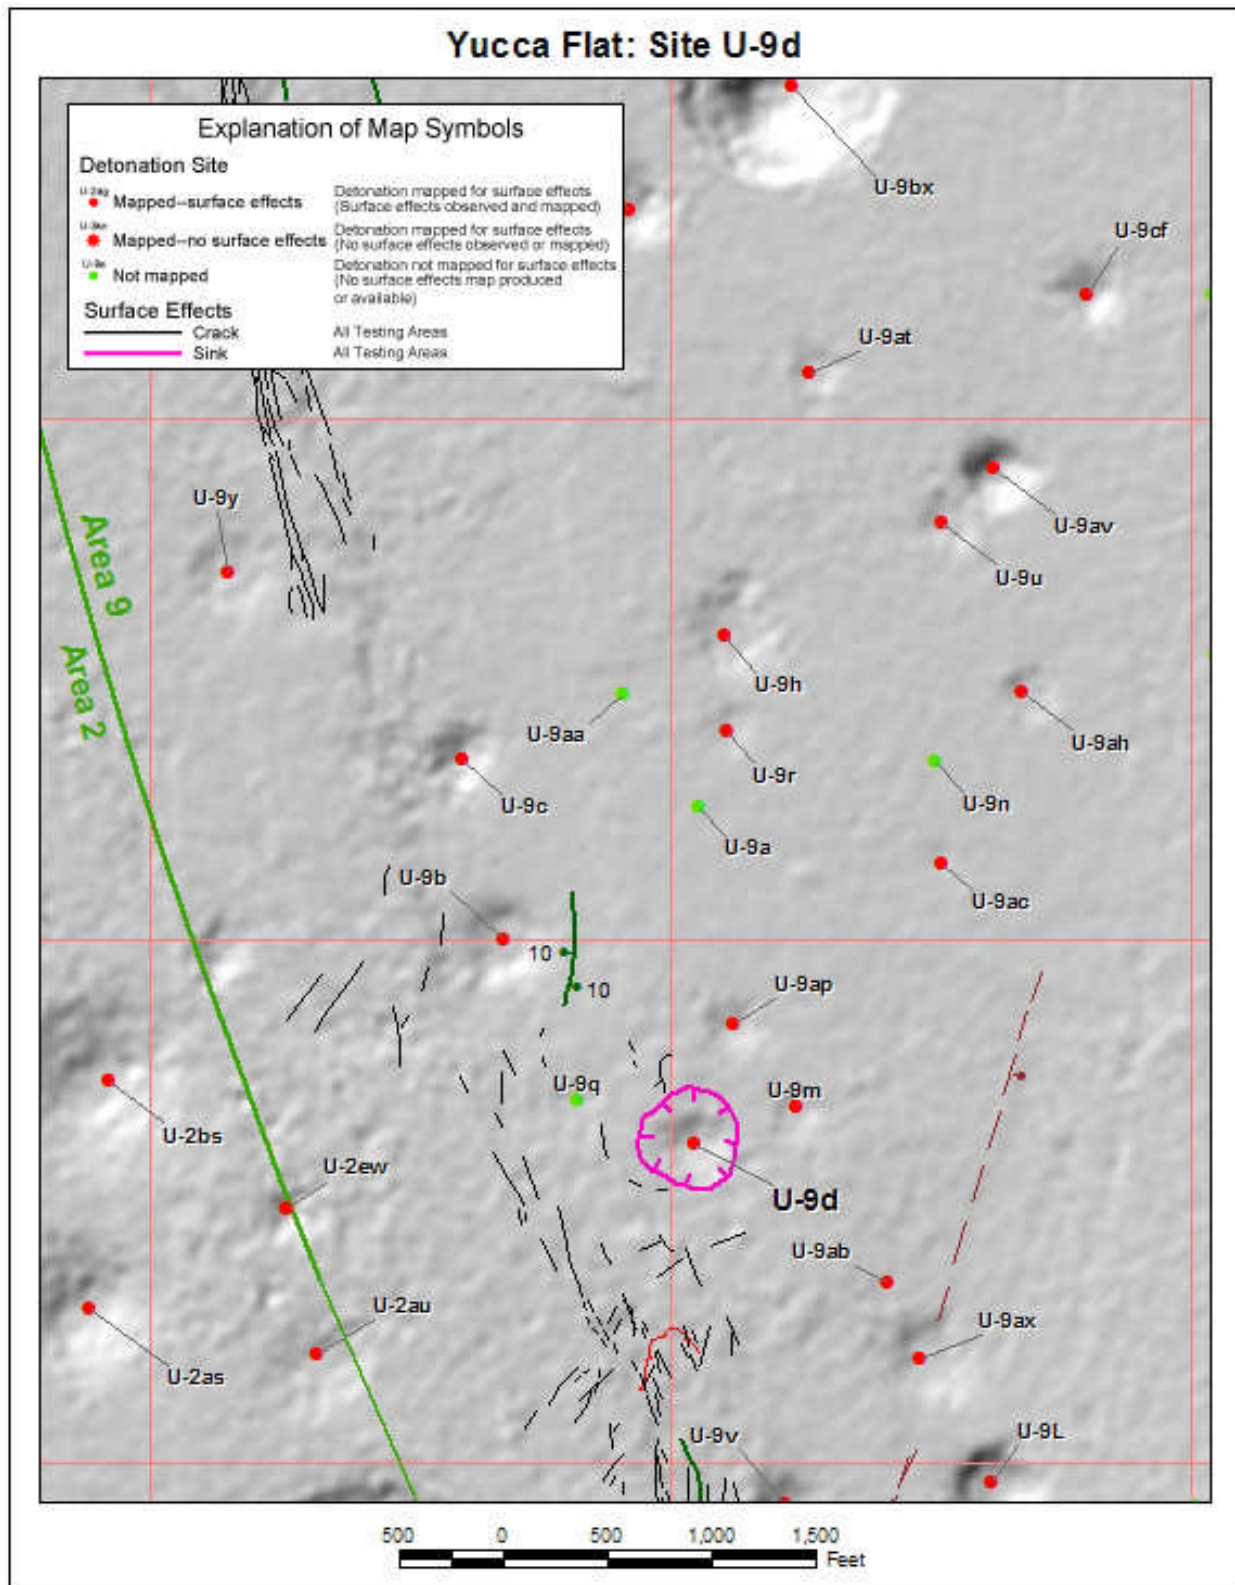 Yucca Flat: Site U-9d
Explanation of Map Symbols
Detonation Site
U-2ag
Mapped--surface effects
Detonation mapped for surface effects
(Surface effects observed and mapped)
Mapped--no surface effects
Detonation mapped for surface effects
(No surface effects observed or mapped)
Not mapped
Detonation not mapped for surface effects
(No surface effects map produced
or available)
Surface Effects
Crack
All Testing Areas
Sink
All Testing Areas
U-9bx
U-9cf
U-9at
U-9y
U-9av
U-9u
Area 9
Area 2
U-9h
U-9aa
U-9ah
U-9r
U-9c
U-9n
U-9a
U-9b
U-9ac
10
10
U-9ap
U-9q
U-9m
U-2bs
U-2ew
U-9d
U-9ab
U-2au
U-9ax
U-2as
U-9v
U-9L
500 0 500 1,000 1,500
Feet